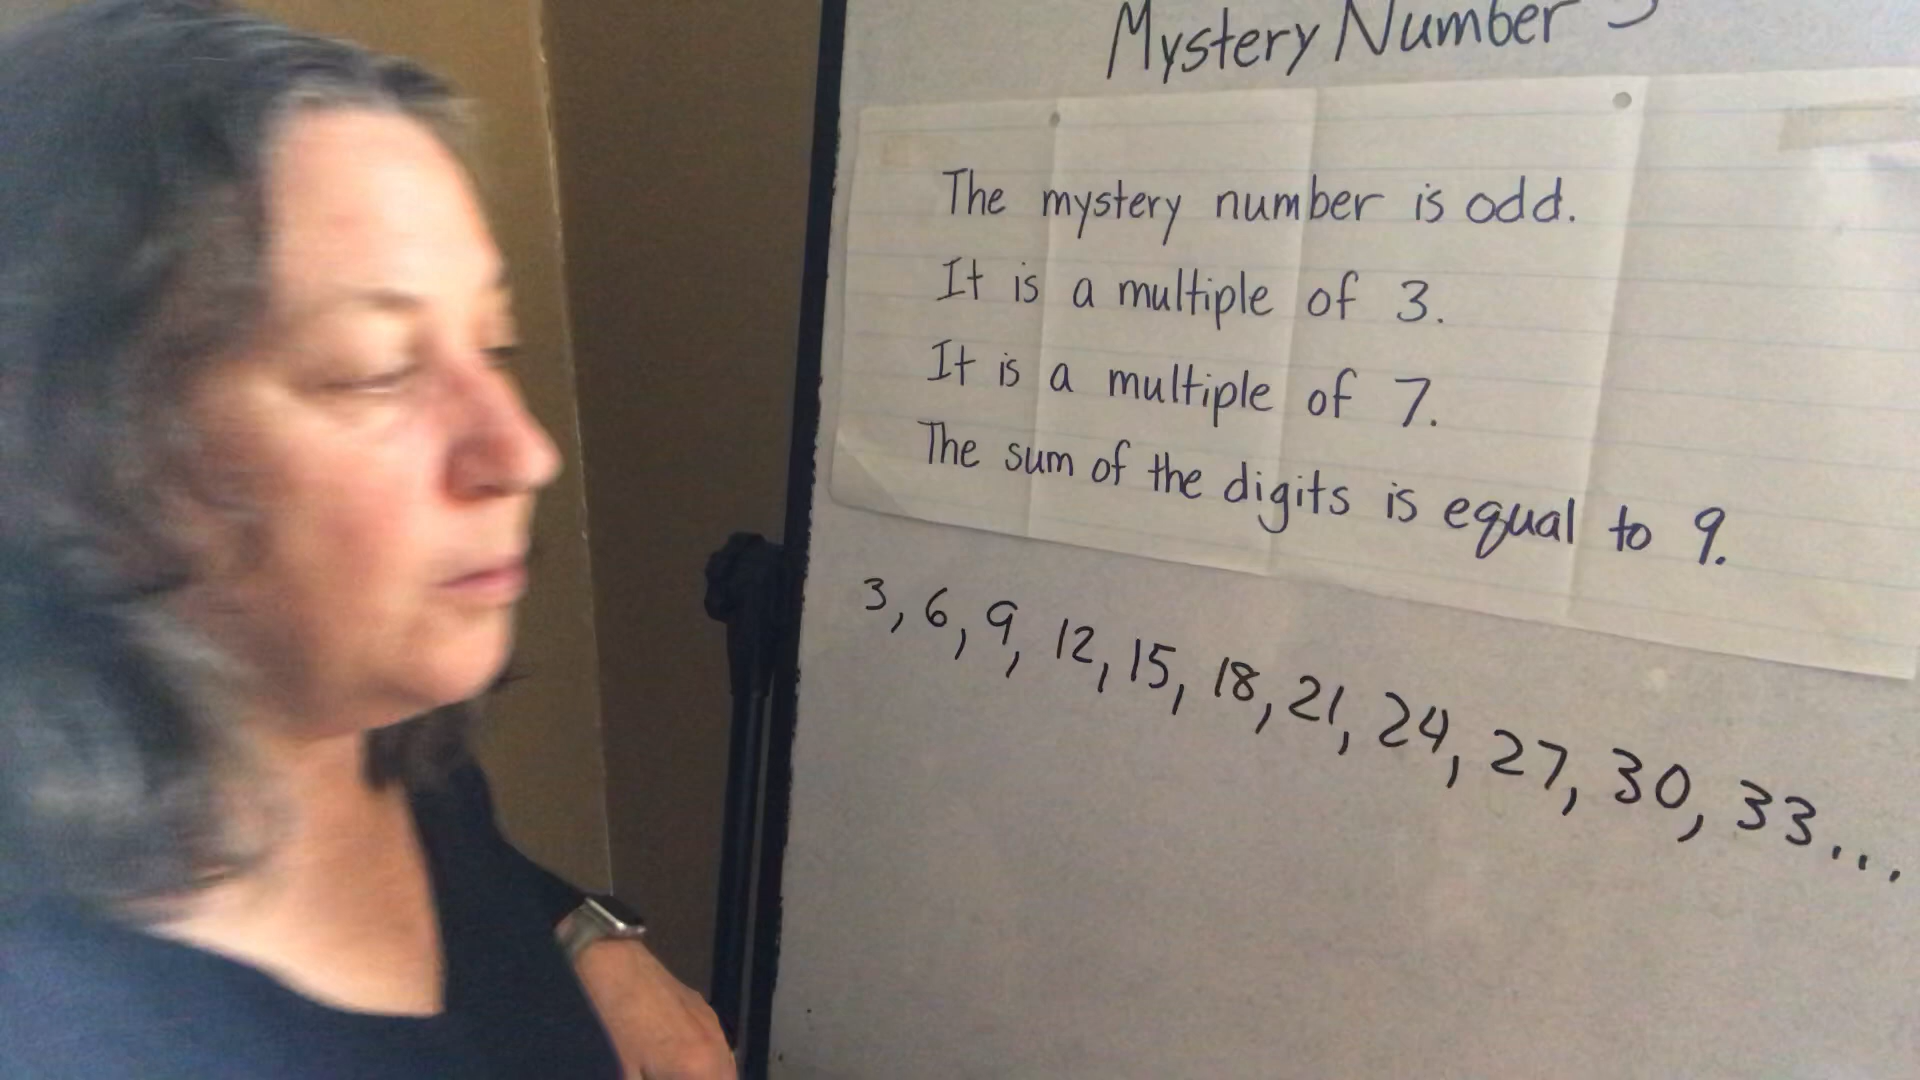 Mystery Number
The mystery number is odd.
It is a multiple of 3.
It is a multiple of 7.
The sum of the digits is equal to 9.
3, 6, 9, 12, 15, 18, 21, 24, 27, 30, 33...